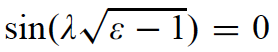 sin(λ√(ε − 1)) = 0